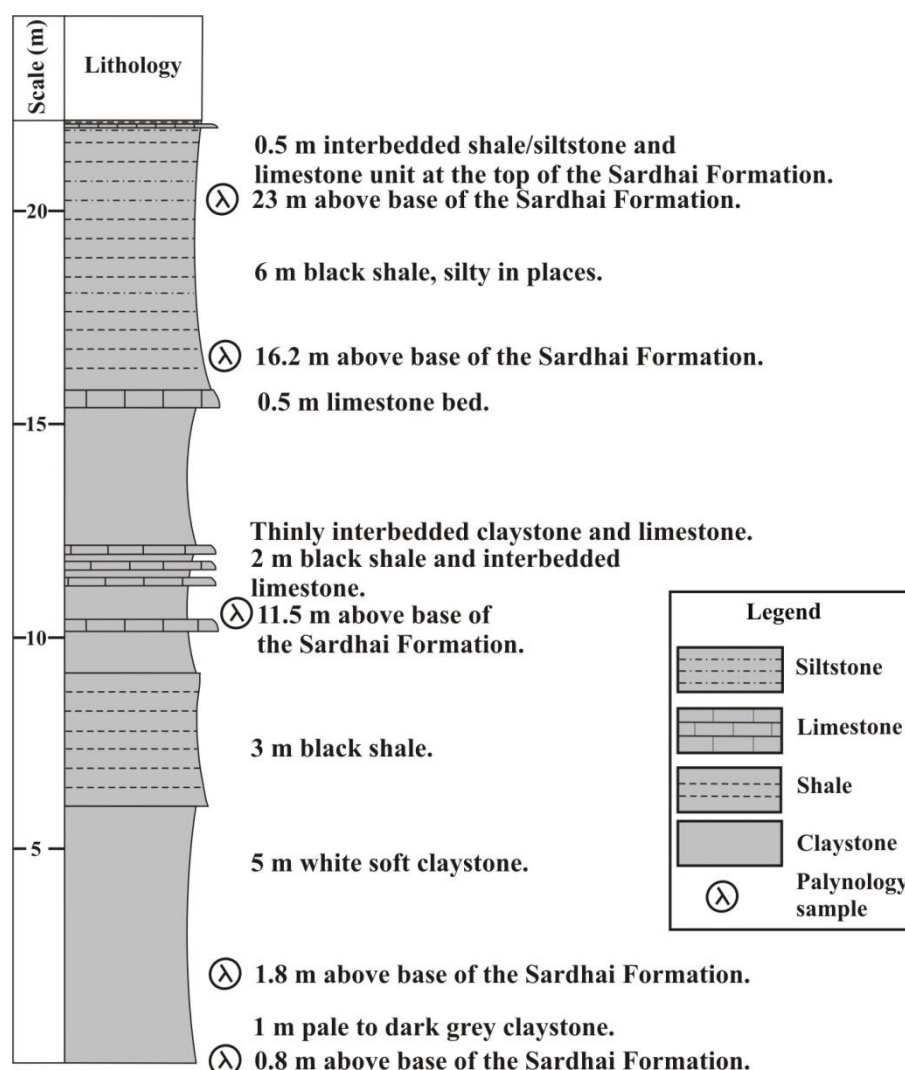 Scale (m)
Lithology
0.5 m interbedded shale/siltstone and
limestone unit at the top of the Sardhai Formation.
20
λ 23 m above base of the Sardhai Formation.
6 m black shale, silty in places.
λ 16.2 m above base of the Sardhai Formation.
0.5 m limestone bed.
15
Thinly interbedded claystone and limestone.
2 m black shale and interbedded
limestone.
λ 11.5 m above base of
the Sardhai Formation.
10
3 m black shale.
5
5 m white soft claystone.
λ 1.8 m above base of the Sardhai Formation.
1 m pale to dark grey claystone.
λ 0.8 m above base of the Sardhai Formation.
Legend
Siltstone
Limestone
Shale
Claystone
λ Palynology
sample